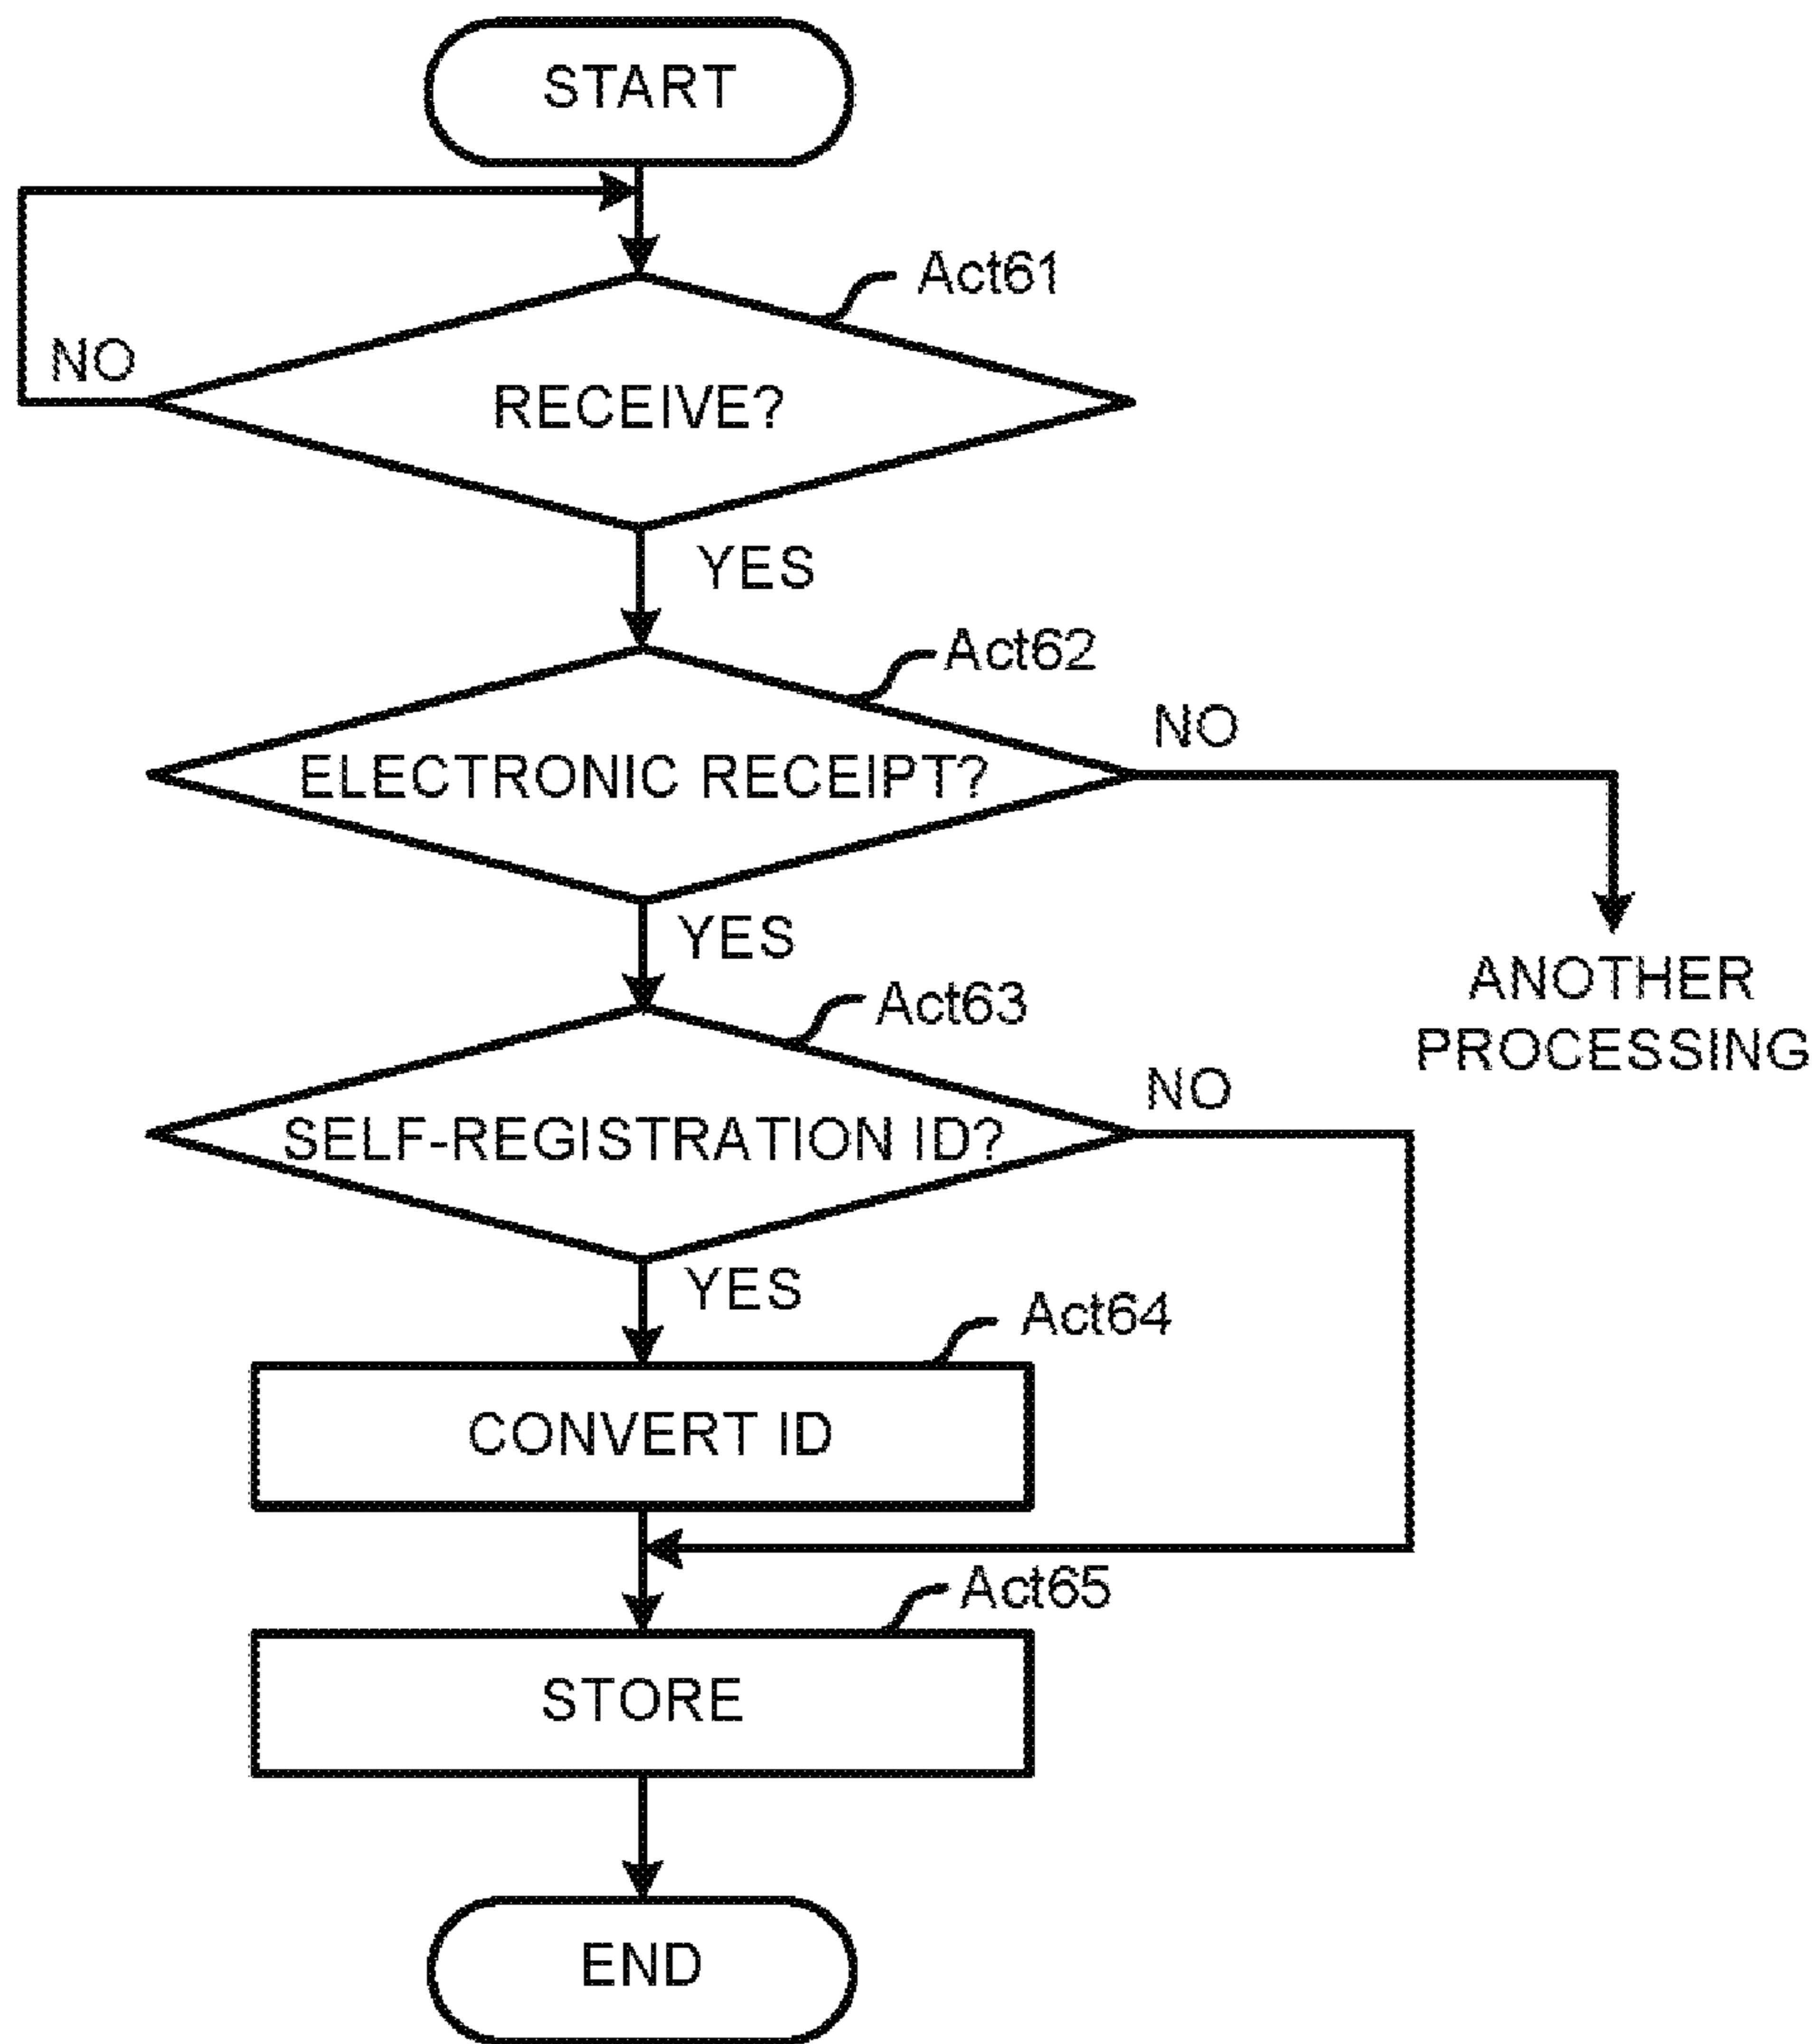 START
Act61
NO
RECEIVE?
YES
Act62
NO
ELECTRONIC RECEIPT?
YES
ANOTHER
PROCESSING
Act63
NO
SELF-REGISTRATION ID?
YES
Act64
CONVERT ID
Act65
STORE
END